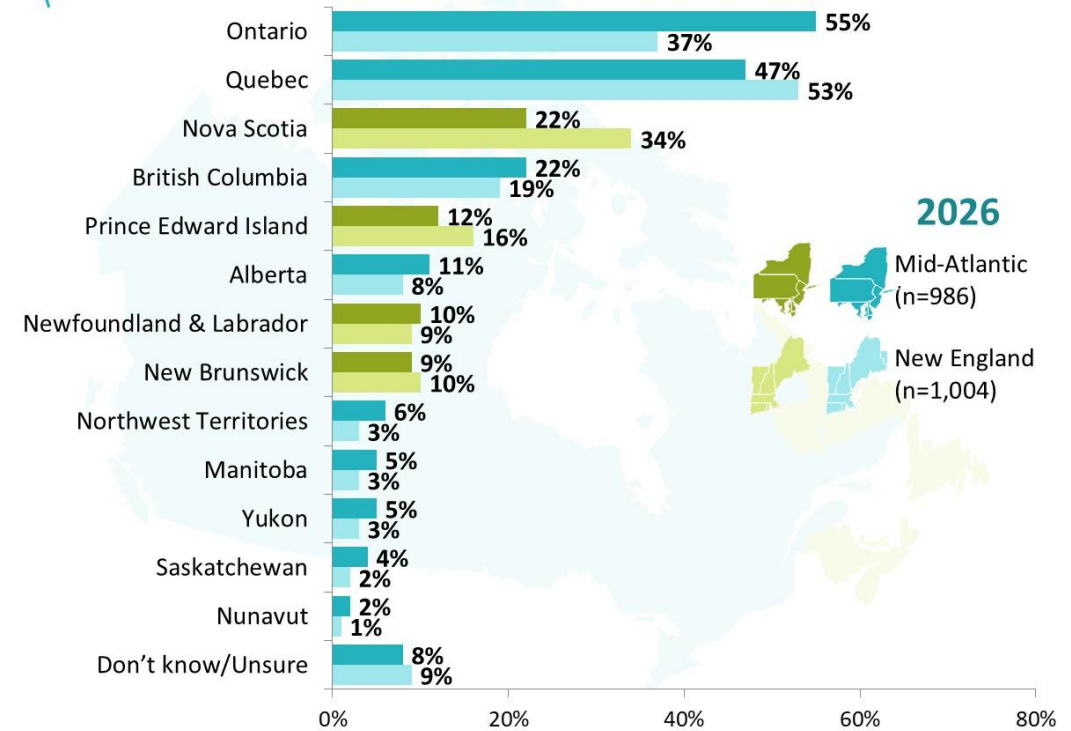 Ontario 55%
37%
Quebec 47%
53%
Nova Scotia 22%
34%
British Columbia 22%
19%
Prince Edward Island 12%
16%
Alberta 11%
8%
Newfoundland & Labrador 10%
9%
New Brunswick 9%
10%
Northwest Territories 6%
3%
Manitoba 5%
3%
Yukon 5%
3%
Saskatchewan 4%
2%
Nunavut 2%
1%
Don’t know/Unsure 8%
9%
0% 20% 40% 60% 80%
2026
Mid-Atlantic
(n=986)
New England
(n=1,004)